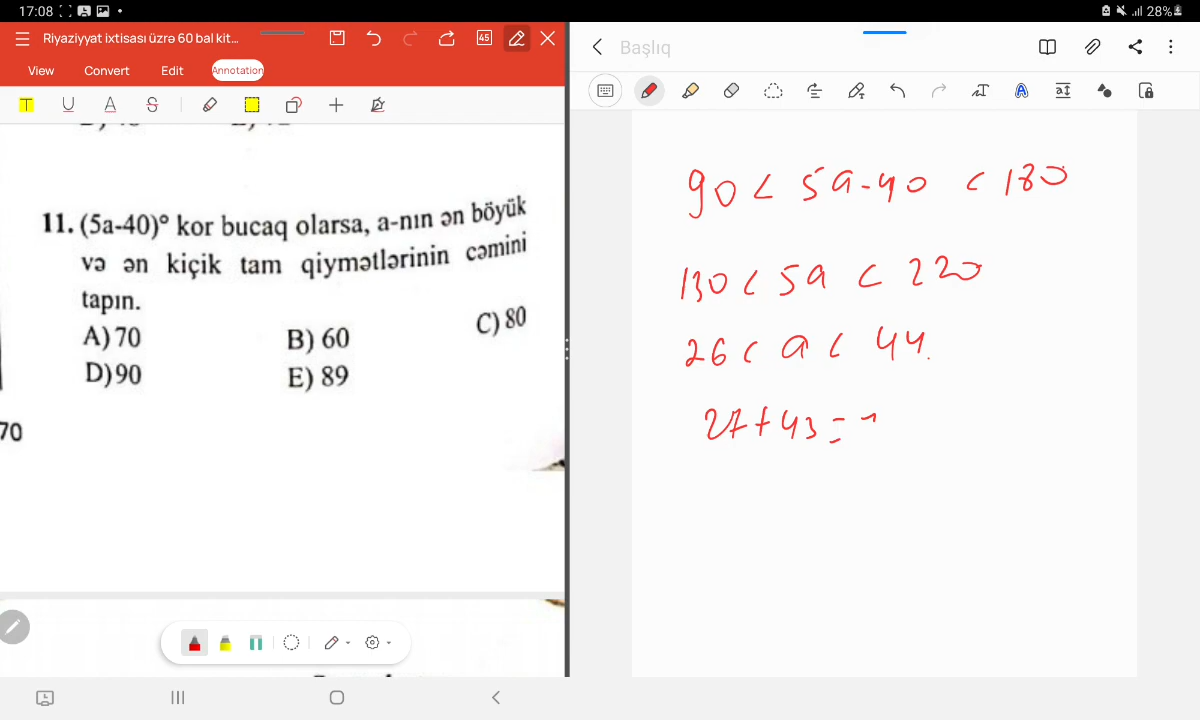 17:08
28%
Riyaziyyat ixtisası üzrə 60 bal kit...
45
View Convert Edit Annotation
11. (5a-40)° kor bucaq olarsa, a-nın ən böyük
və ən kiçik tam qiymətlərinin cəmini
tapın.
A) 70 B) 60 C) 80
D) 90 E) 89
70
Başlıq
90 < 5a-40 < 180
130 < 5a < 220
26 < a < 44.
27+43=